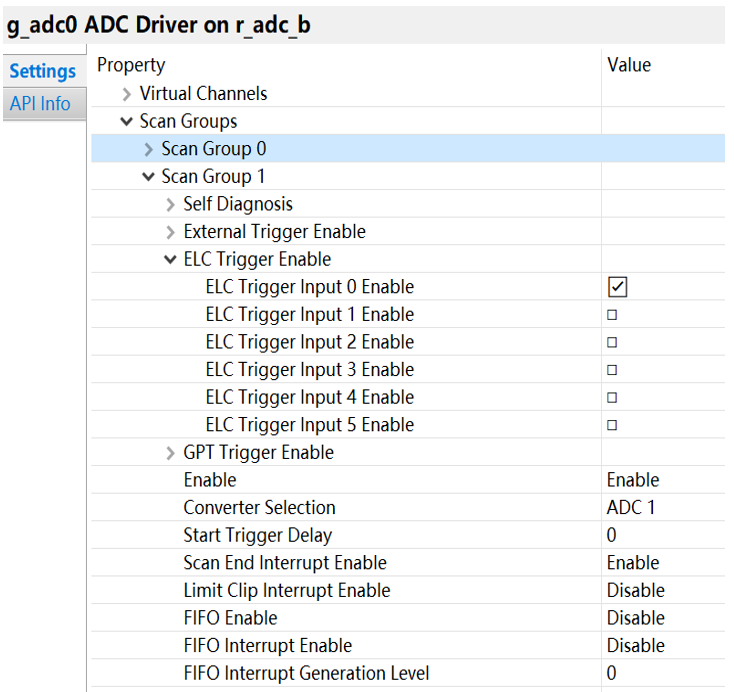 g_adc0 ADC Driver on r_adc_b
Settings
API Info
Property Value
Virtual Channels
Scan Groups
Scan Group 0
Scan Group 1
Self Diagnosis
External Trigger Enable
ELC Trigger Enable
ELC Trigger Input 0 Enable
ELC Trigger Input 1 Enable
ELC Trigger Input 2 Enable
ELC Trigger Input 3 Enable
ELC Trigger Input 4 Enable
ELC Trigger Input 5 Enable
GPT Trigger Enable
Enable Enable
Converter Selection ADC 1
Start Trigger Delay 0
Scan End Interrupt Enable Enable
Limit Clip Interrupt Enable Disable
FIFO Enable Disable
FIFO Interrupt Enable Disable
FIFO Interrupt Generation Level 0